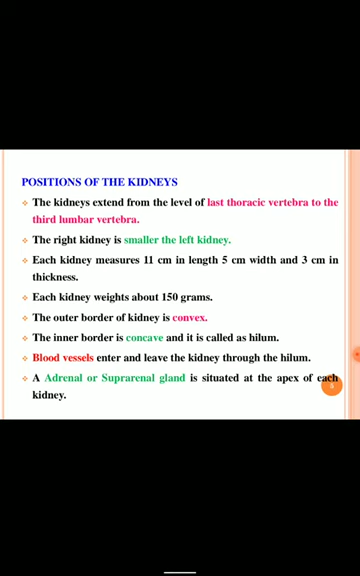 POSITIONS OF THE KIDNEYS
❖ The kidneys extend from the level of last thoracic vertebra to the
third lumbar vertebra.
❖ The right kidney is smaller the left kidney.
❖ Each kidney measures 11 cm in length 5 cm width and 3 cm in
thickness.
❖ Each kidney weights about 150 grams.
❖ The outer border of kidney is convex.
❖ The inner border is concave and it is called as hilum.
❖ Blood vessels enter and leave the kidney through the hilum.
❖ A Adrenal or Suprarenal gland is situated at the apex of each
kidney.